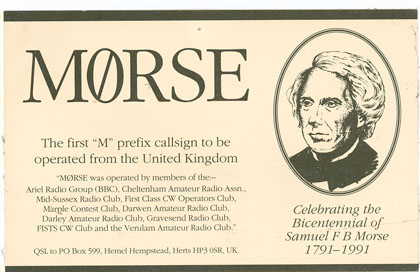 MØRSE
The first "M" prefix callsign to be
operated from the United Kingdom
"MØRSE was operated by members of the:–
Ariel Radio Group (BBC), Cheltenham Amateur Radio Assn.,
Mid-Sussex Radio Club, First Class CW Operators Club,
Marple Contest Club, Darwen Amateur Radio Club,
Darley Amateur Radio Club, Gravesend Radio Club,
FISTS CW Club and the Verulam Amateur Radio Club."
QSL to PO Box 599, Hemel Hempstead, Herts HP3 0SR, UK.
Celebrating the
Bicentennial of
Samuel F B Morse
1791–1991